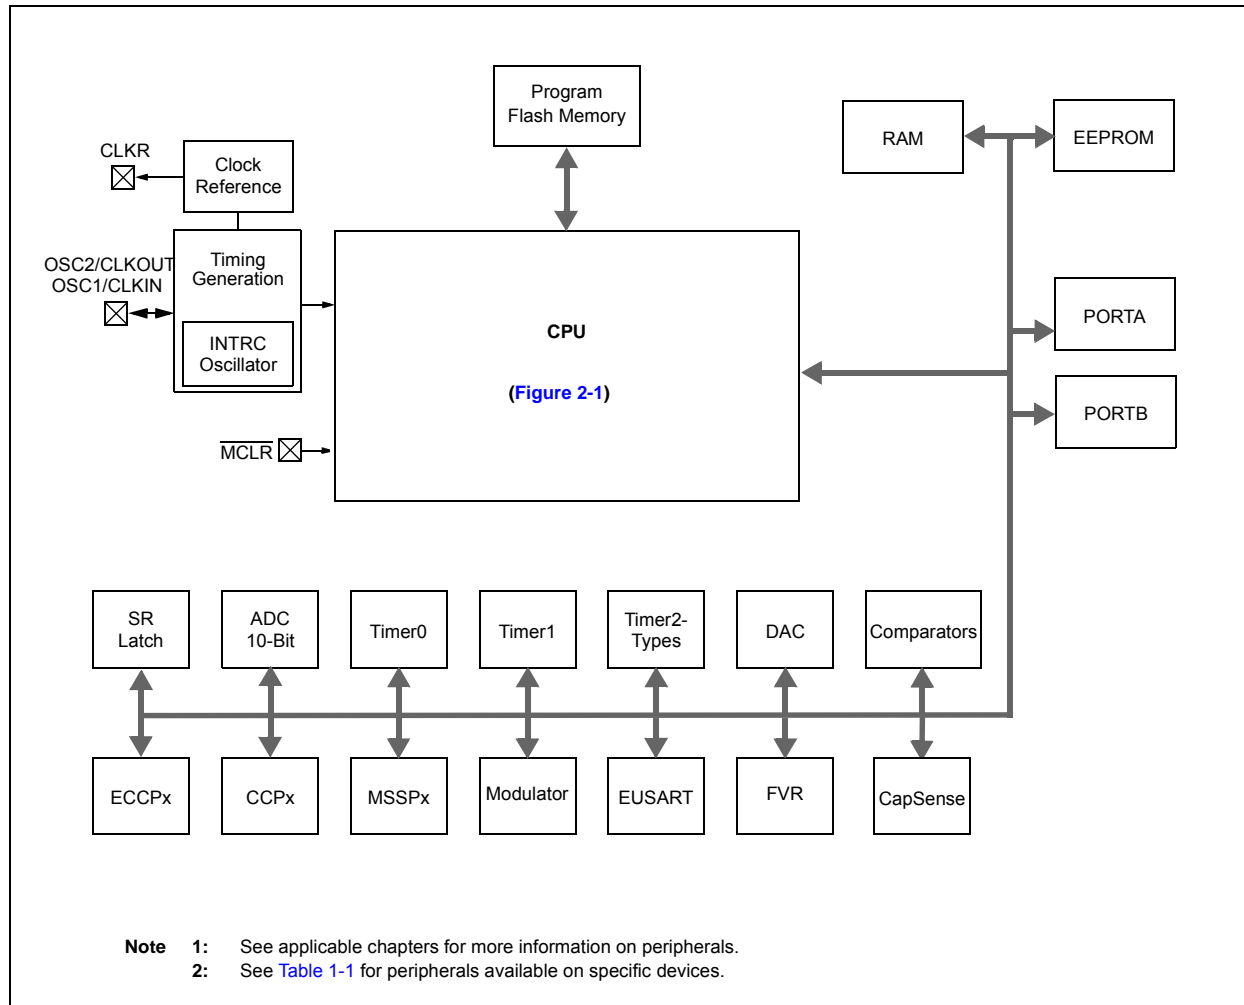 Program
Flash Memory
RAM
EEPROM
CLKR
Clock
Reference
OSC2/CLKOUT
OSC1/CLKIN
Timing
Generation
INTRC
Oscillator
MCLR
CPU
(Figure 2-1)
PORTA
PORTB
SR
Latch
ADC
10-Bit
Timer0
Timer1
Timer2-
Types
DAC
Comparators
ECCPx
CCPx
MSSPx
Modulator
EUSART
FVR
CapSense
Note 1: See applicable chapters for more information on peripherals.
2: See Table 1-1 for peripherals available on specific devices.